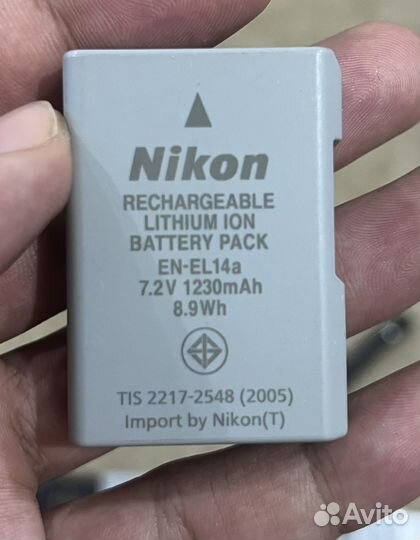 Nikon
RECHARGEABLE
LITHIUM ION
BATTERY PACK
EN-EL14a
7.2V 1230mAh
8.9Wh
TIS 2217-2548 (2005)
Import by Nikon(T)
Avito